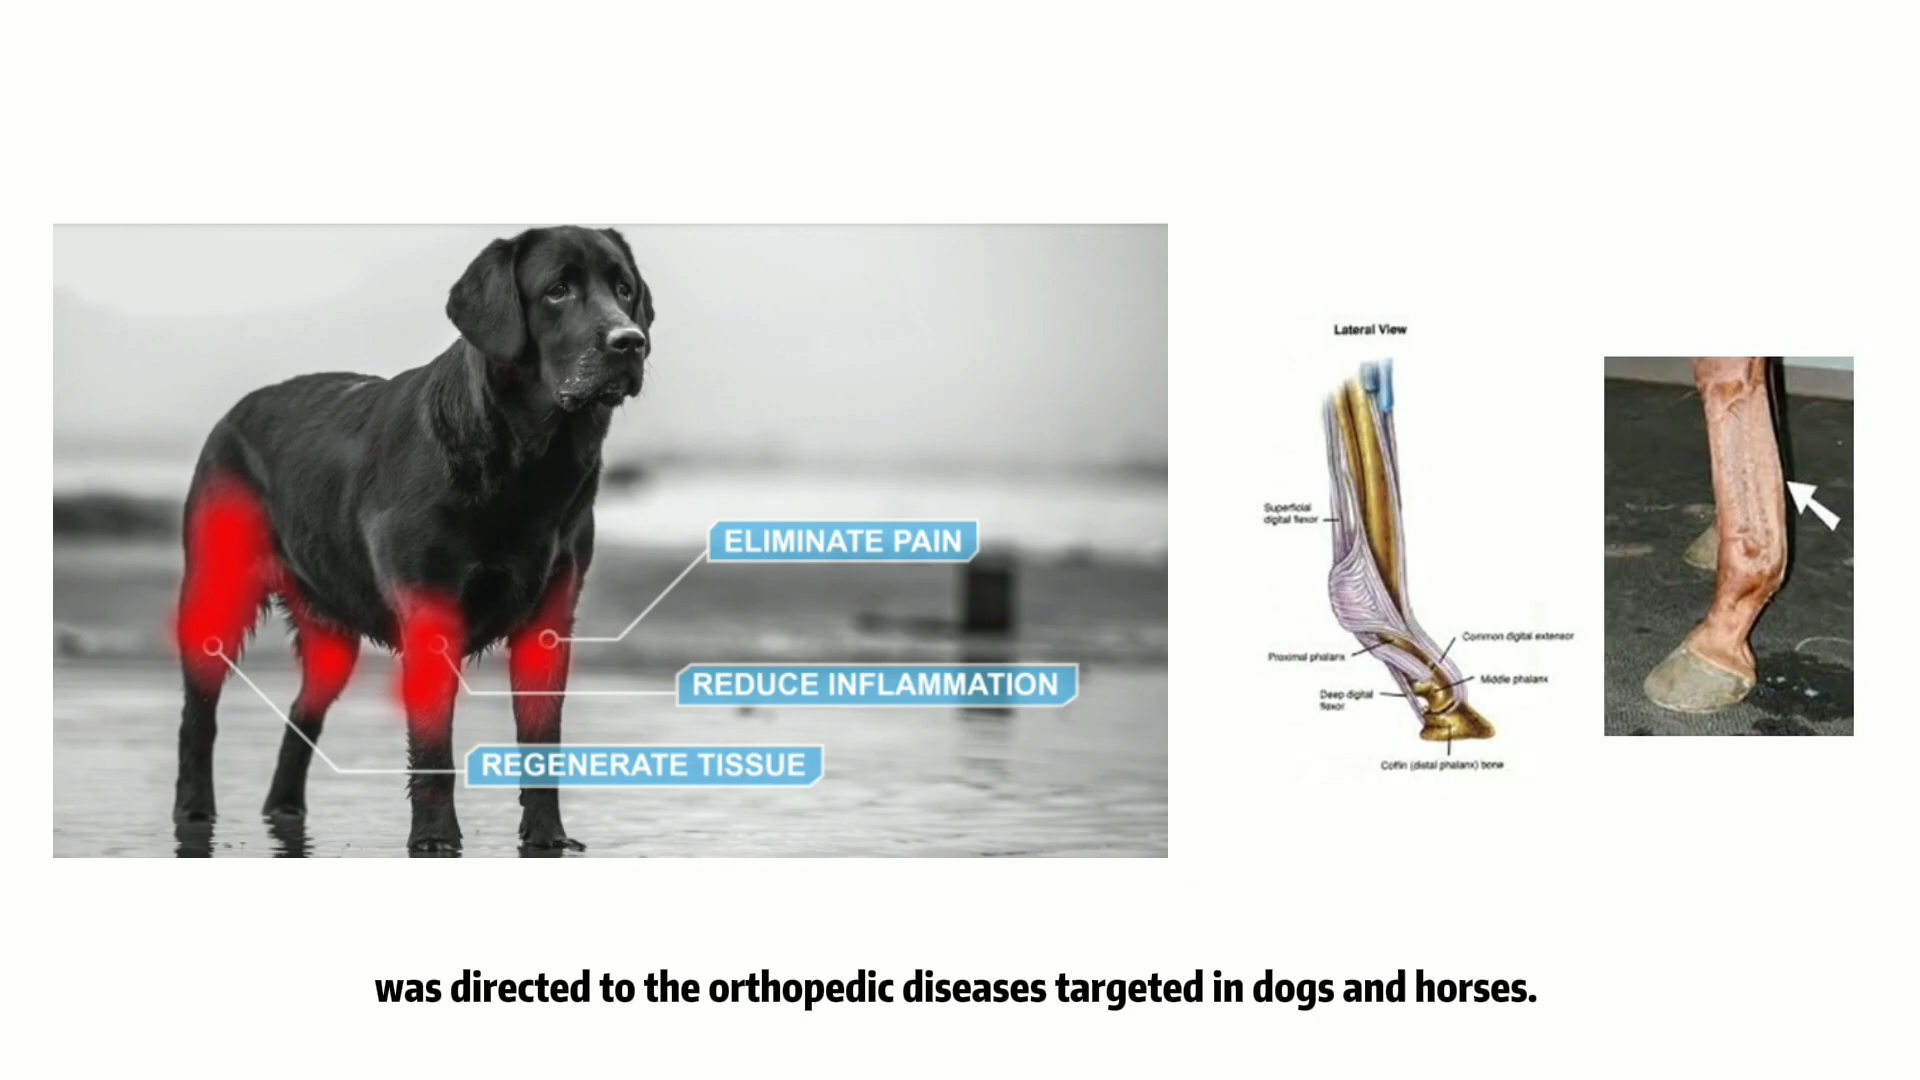 ELIMINATE PAIN
REDUCE INFLAMMATION
REGENERATE TISSUE
Lateral View
Superficial
digital flexor
Common digital extensor
Proximal phalanx
Middle phalanx
Deep digital
flexor
Coffin (distal phalanx) bone
was directed to the orthopedic diseases targeted in dogs and horses.